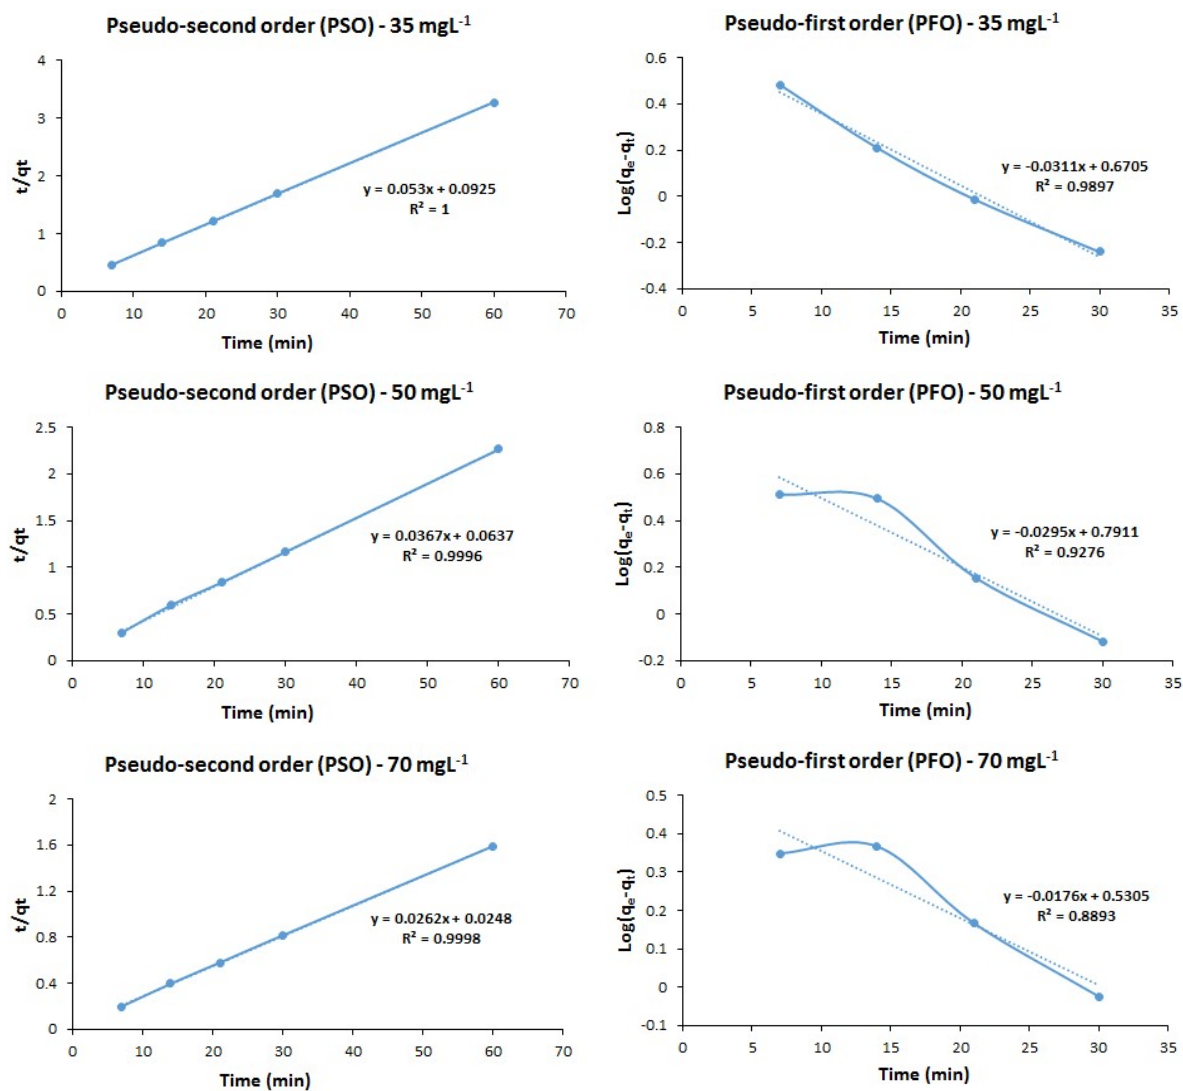 Pseudo-second order (PSO) - 35 mgL⁻¹
4
3
2
1
0
t/qt
y = 0.053x + 0.0925
R² = 1
0 10 20 30 40 50 60 70
Time (min)
Pseudo-first order (PFO) - 35 mgL⁻¹
0.6
0.4
0.2
0
-0.2
-0.4
Log(qₑ-qₜ)
y = -0.0311x + 0.6705
R² = 0.9897
0 5 10 15 20 25 30 35
Time (min)
Pseudo-second order (PSO) - 50 mgL⁻¹
2.5
2
1.5
1
0.5
0
t/qt
y = 0.0367x + 0.0637
R² = 0.9996
0 10 20 30 40 50 60 70
Time (min)
Pseudo-first order (PFO) - 50 mgL⁻¹
0.8
0.6
0.4
0.2
0
-0.2
Log(qₑ-qₜ)
y = -0.0295x + 0.7911
R² = 0.9276
0 5 10 15 20 25 30 35
Time (min)
Pseudo-second order (PSO) - 70 mgL⁻¹
2
1.6
1.2
0.8
0.4
0
t/qt
y = 0.0262x + 0.0248
R² = 0.9998
0 10 20 30 40 50 60 70
Time (min)
Pseudo-first order (PFO) - 70 mgL⁻¹
0.5
0.4
0.3
0.2
0.1
0
-0.1
Log(qₑ-qₜ)
y = -0.0176x + 0.5305
R² = 0.8893
0 5 10 15 20 25 30 35
Time (min)